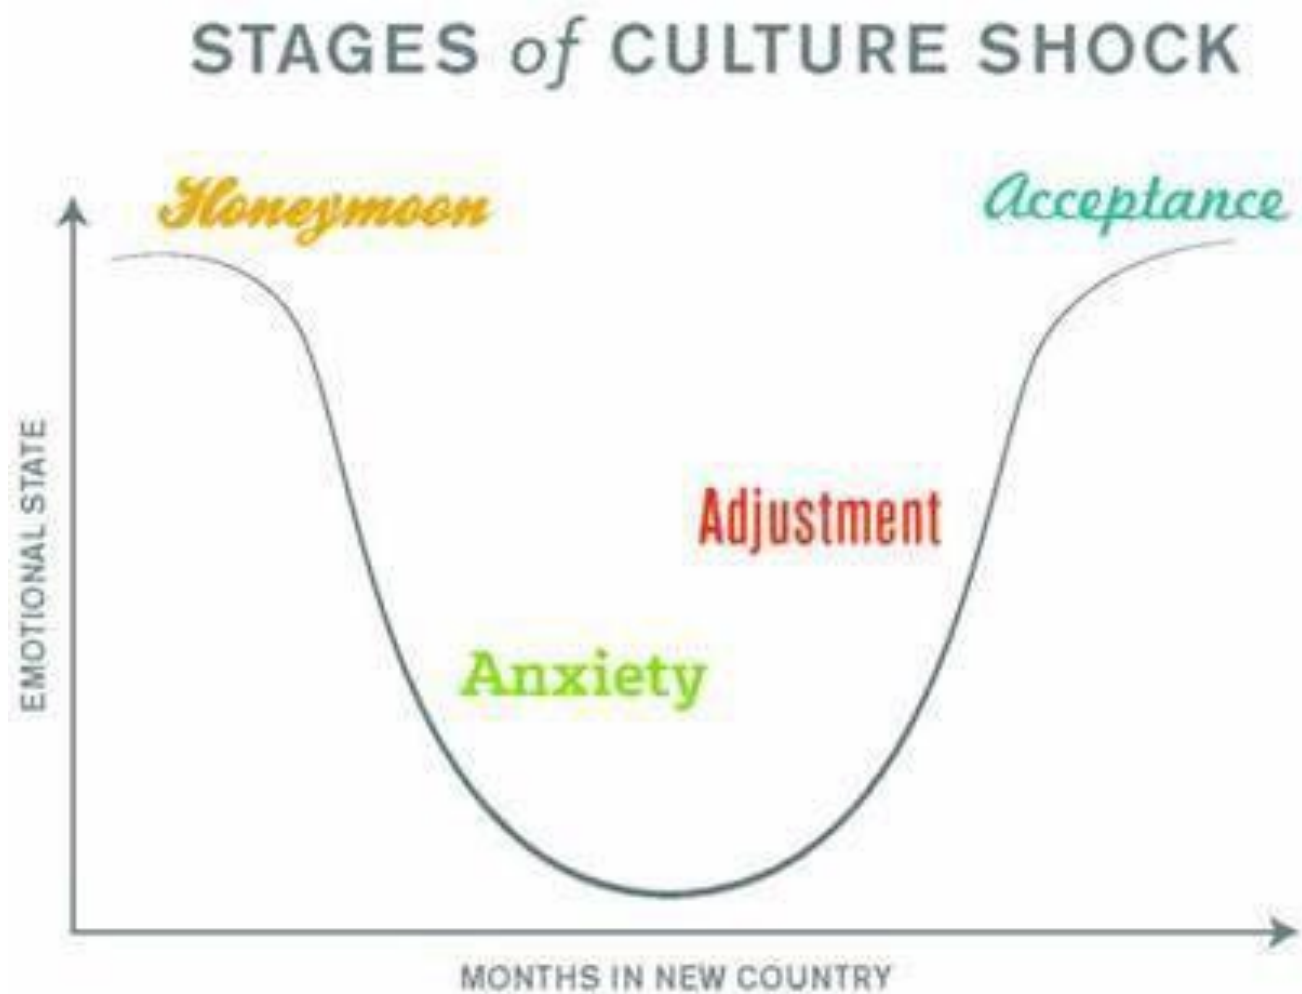 STAGES of CULTURE SHOCK
Honeymoon
Acceptance
Adjustment
Anxiety
EMOTIONAL STATE
MONTHS IN NEW COUNTRY